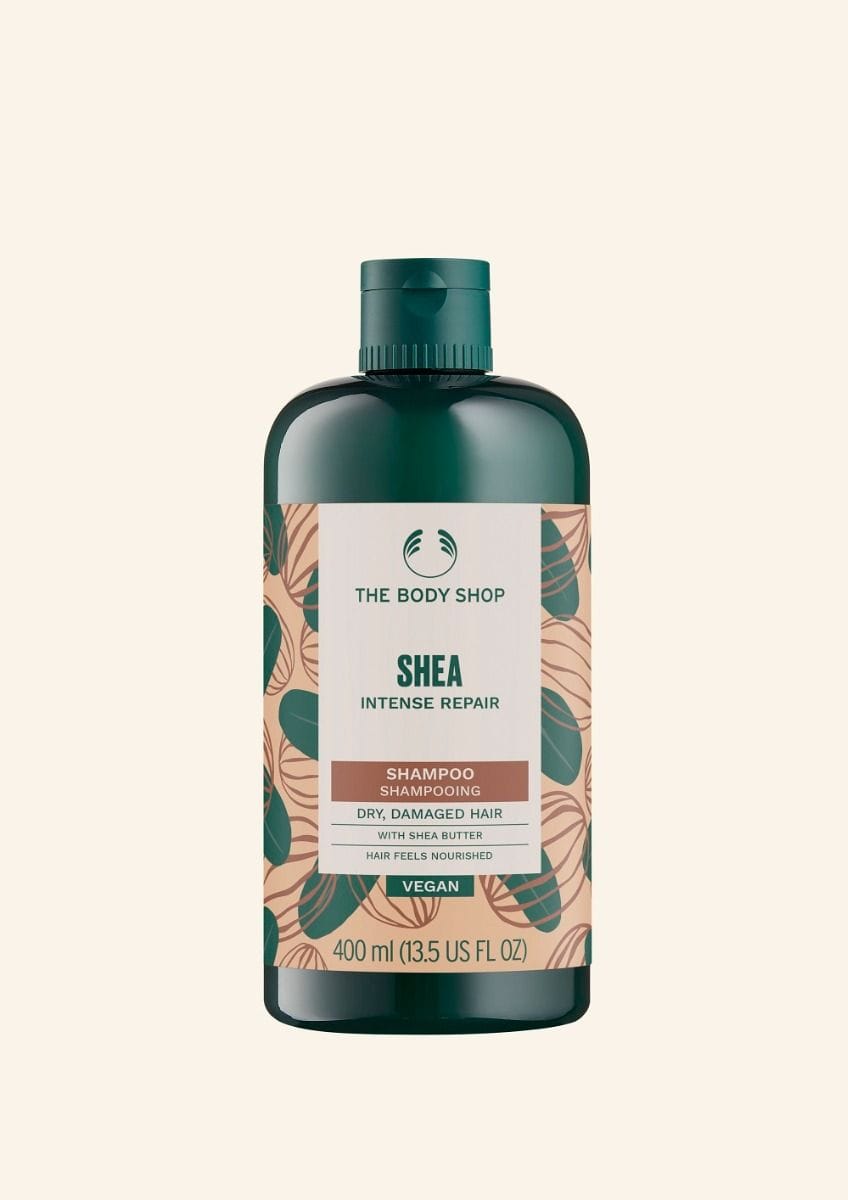 THE BODY SHOP
SHEA
INTENSE REPAIR
SHAMPOO
SHAMPOOING
DRY, DAMAGED HAIR
WITH SHEA BUTTER
HAIR FEELS NOURISHED
VEGAN
400 ml (13.5 US FL OZ)